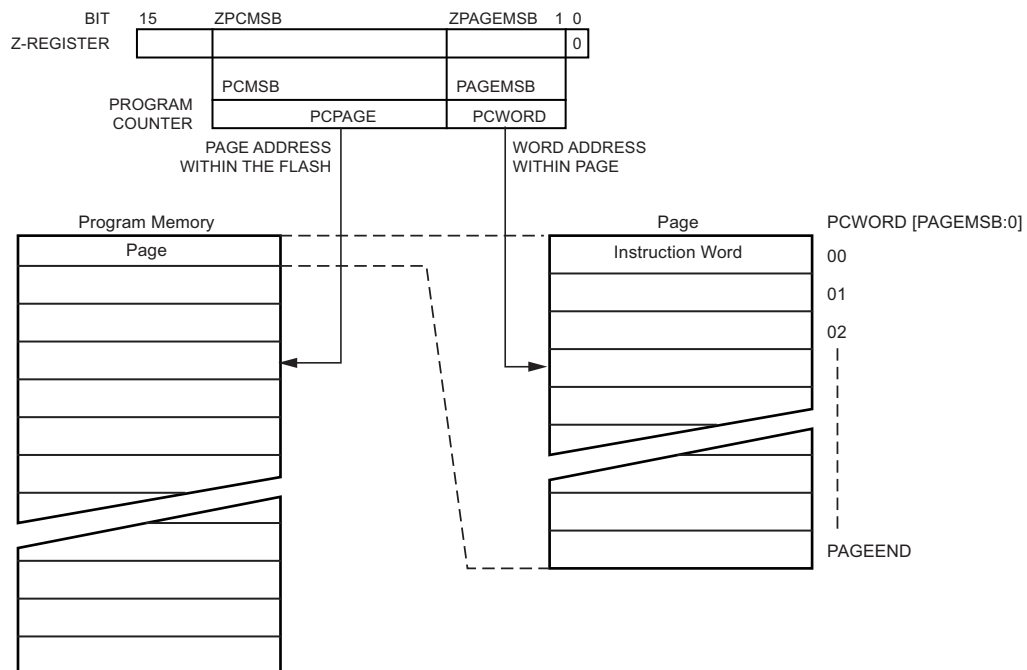 BIT 15 ZPCMSB ZPAGEMSB 1 0
Z-REGISTER 0
PCMSB PAGEMSB
PROGRAM
COUNTER
PCPAGE PCWORD
PAGE ADDRESS
WITHIN THE FLASH
WORD ADDRESS
WITHIN PAGE
Program Memory
Page
Page
Instruction Word
PCWORD [PAGEMSB:0]
00
01
02
PAGEEND